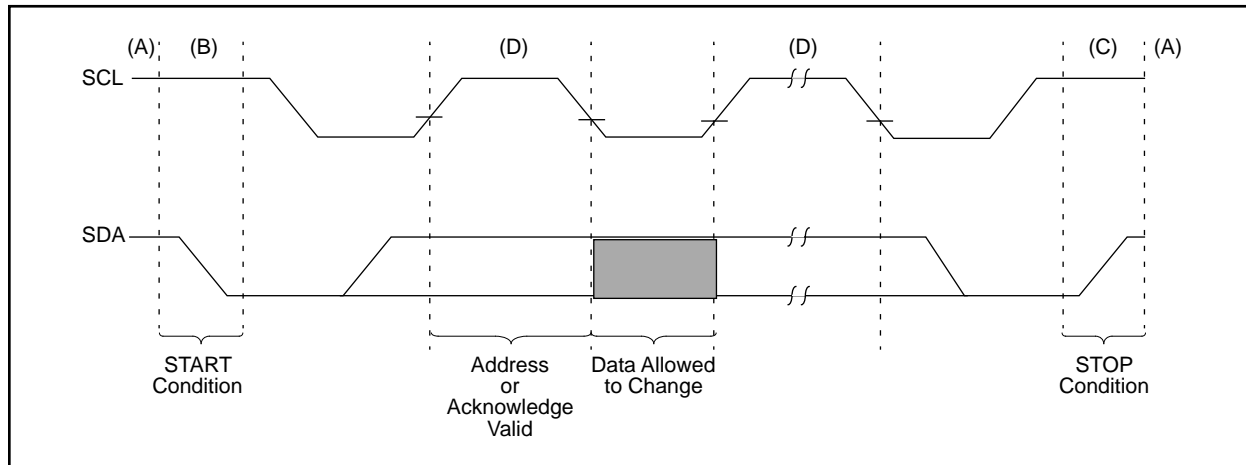 (A) (B) (D) (D) (C) (A)
SCL
SDA
START
Condition
Address
or
Acknowledge
Valid
Data Allowed
to Change
STOP
Condition